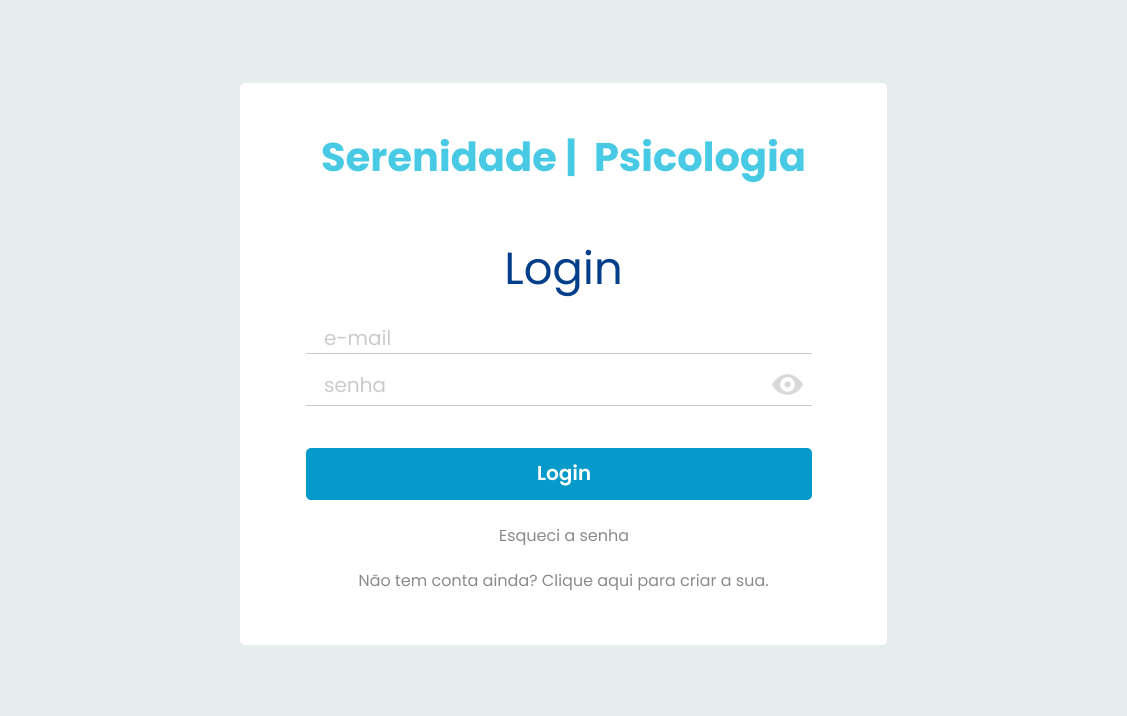 Serenidade | Psicologia
Login
e-mail
senha
Login
Esqueci a senha
Não tem conta ainda? Clique aqui para criar a sua.